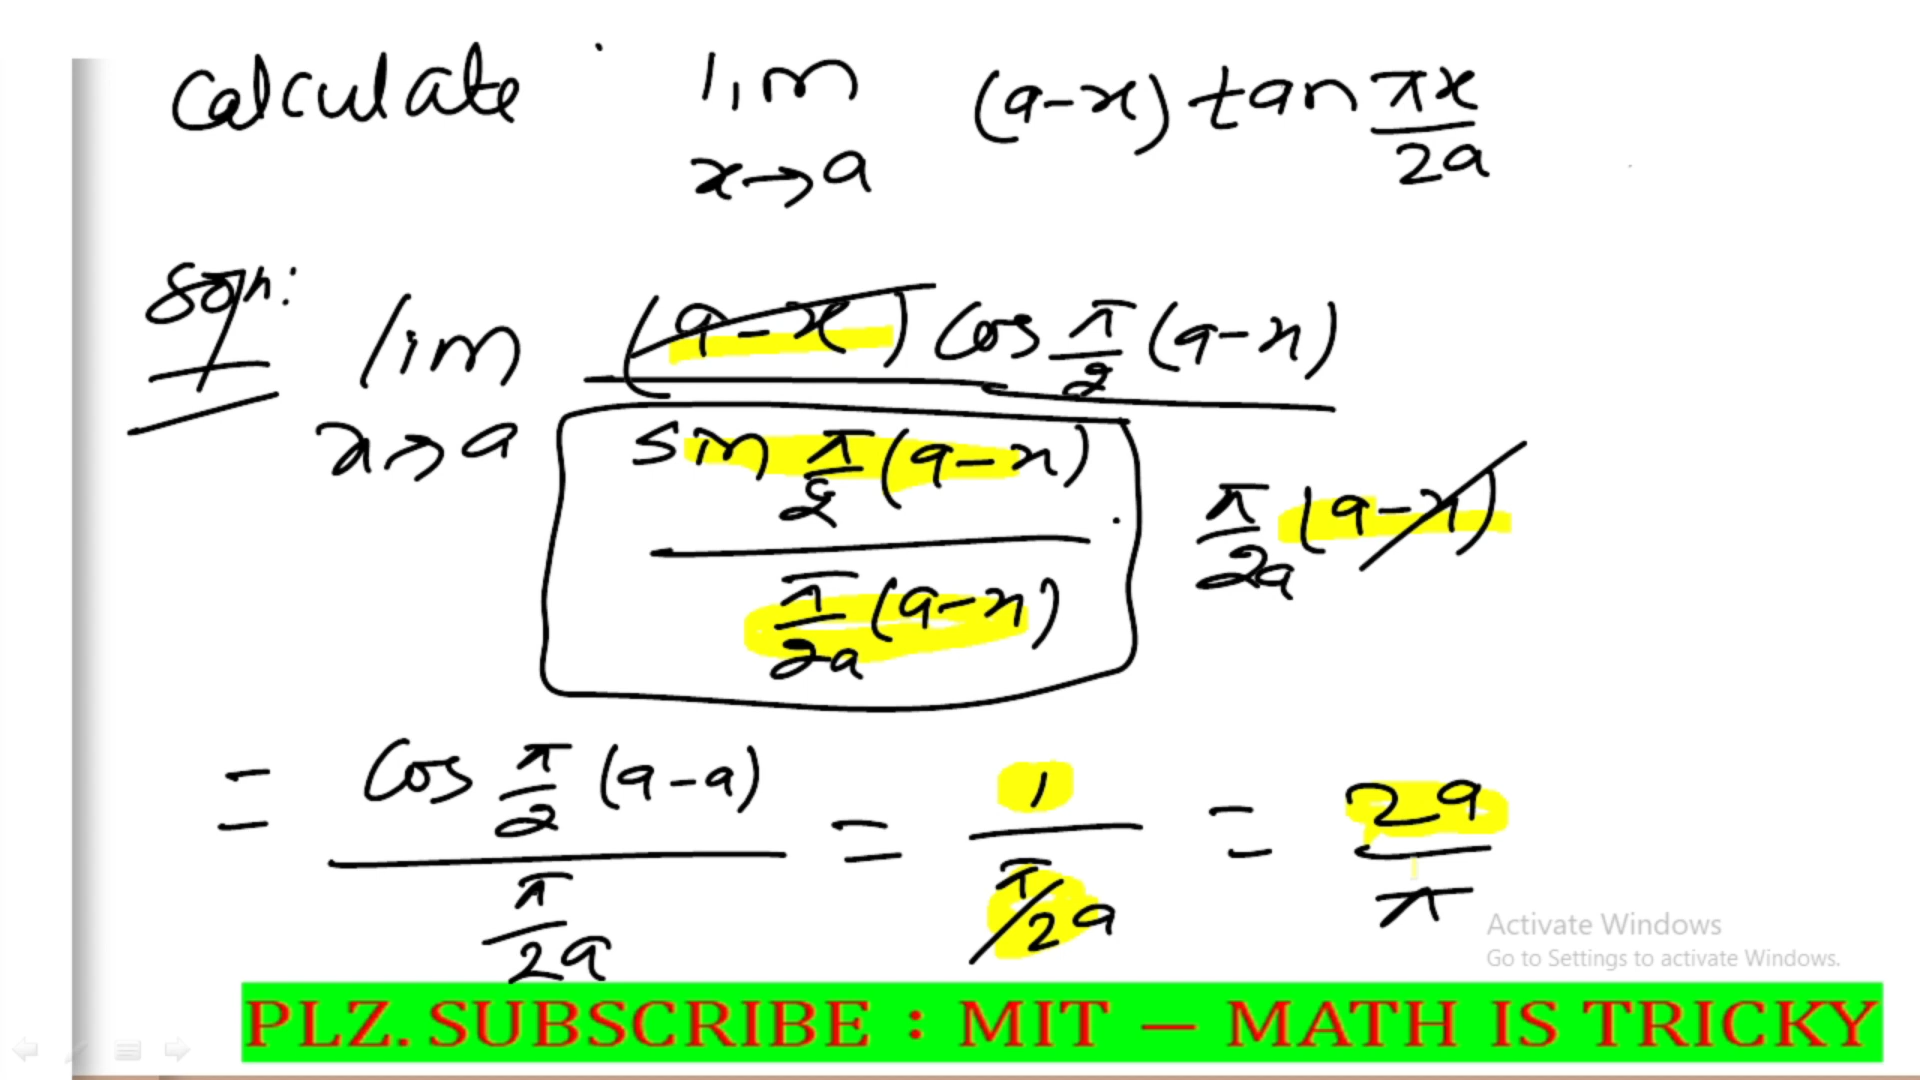 Calculate lim (a-x) tan πx/2a
x→a
Soln:
lim (a-x) cos π/2 (a-x)
x→a sin π/2 (a-x)
π/2a (a-x)
π/2a (a-x)
= cos π/2 (a-a) = 1 = 2a
π/2a π/2a π
Activate Windows
Go to Settings to activate Windows.
PLZ. SUBSCRIBE : MIT – MATH IS TRICKY